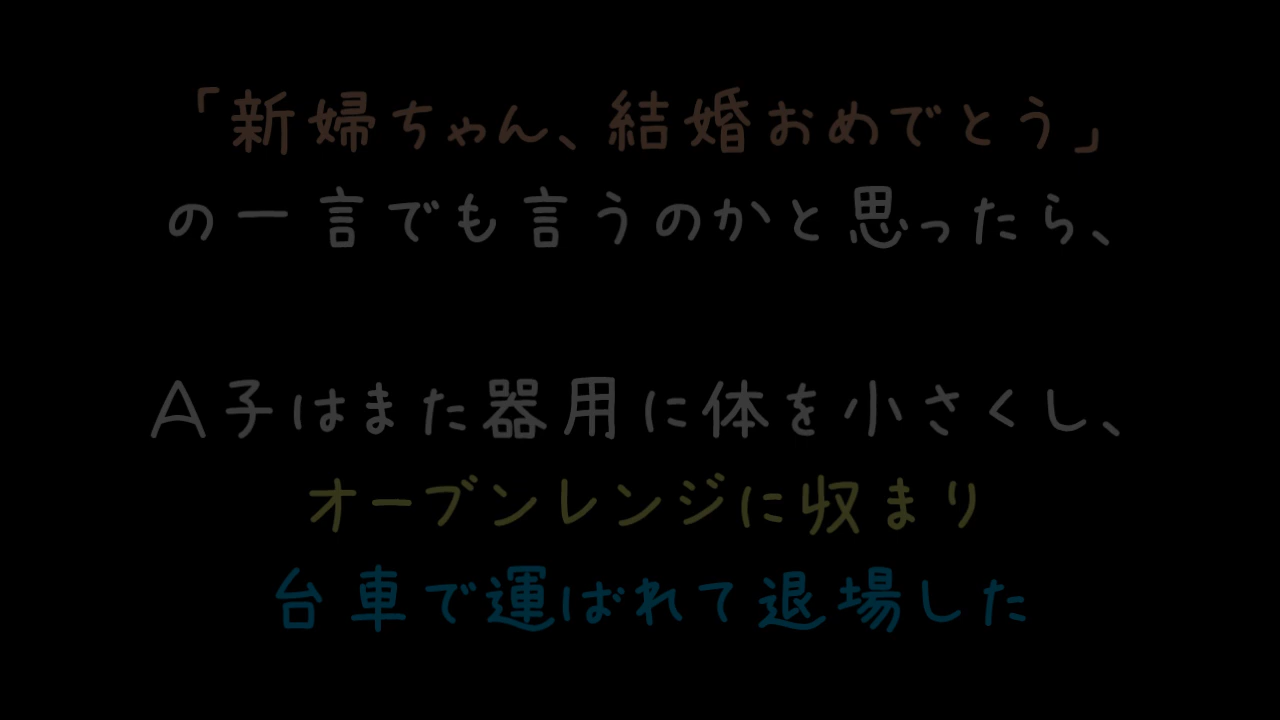 「新婦ちゃん、結婚おめでとう」
の一言でも言うのかと思ったら、
A子はまた器用に体を小さくし、
オーブンレンジに収まり
台車で運ばれて退場した